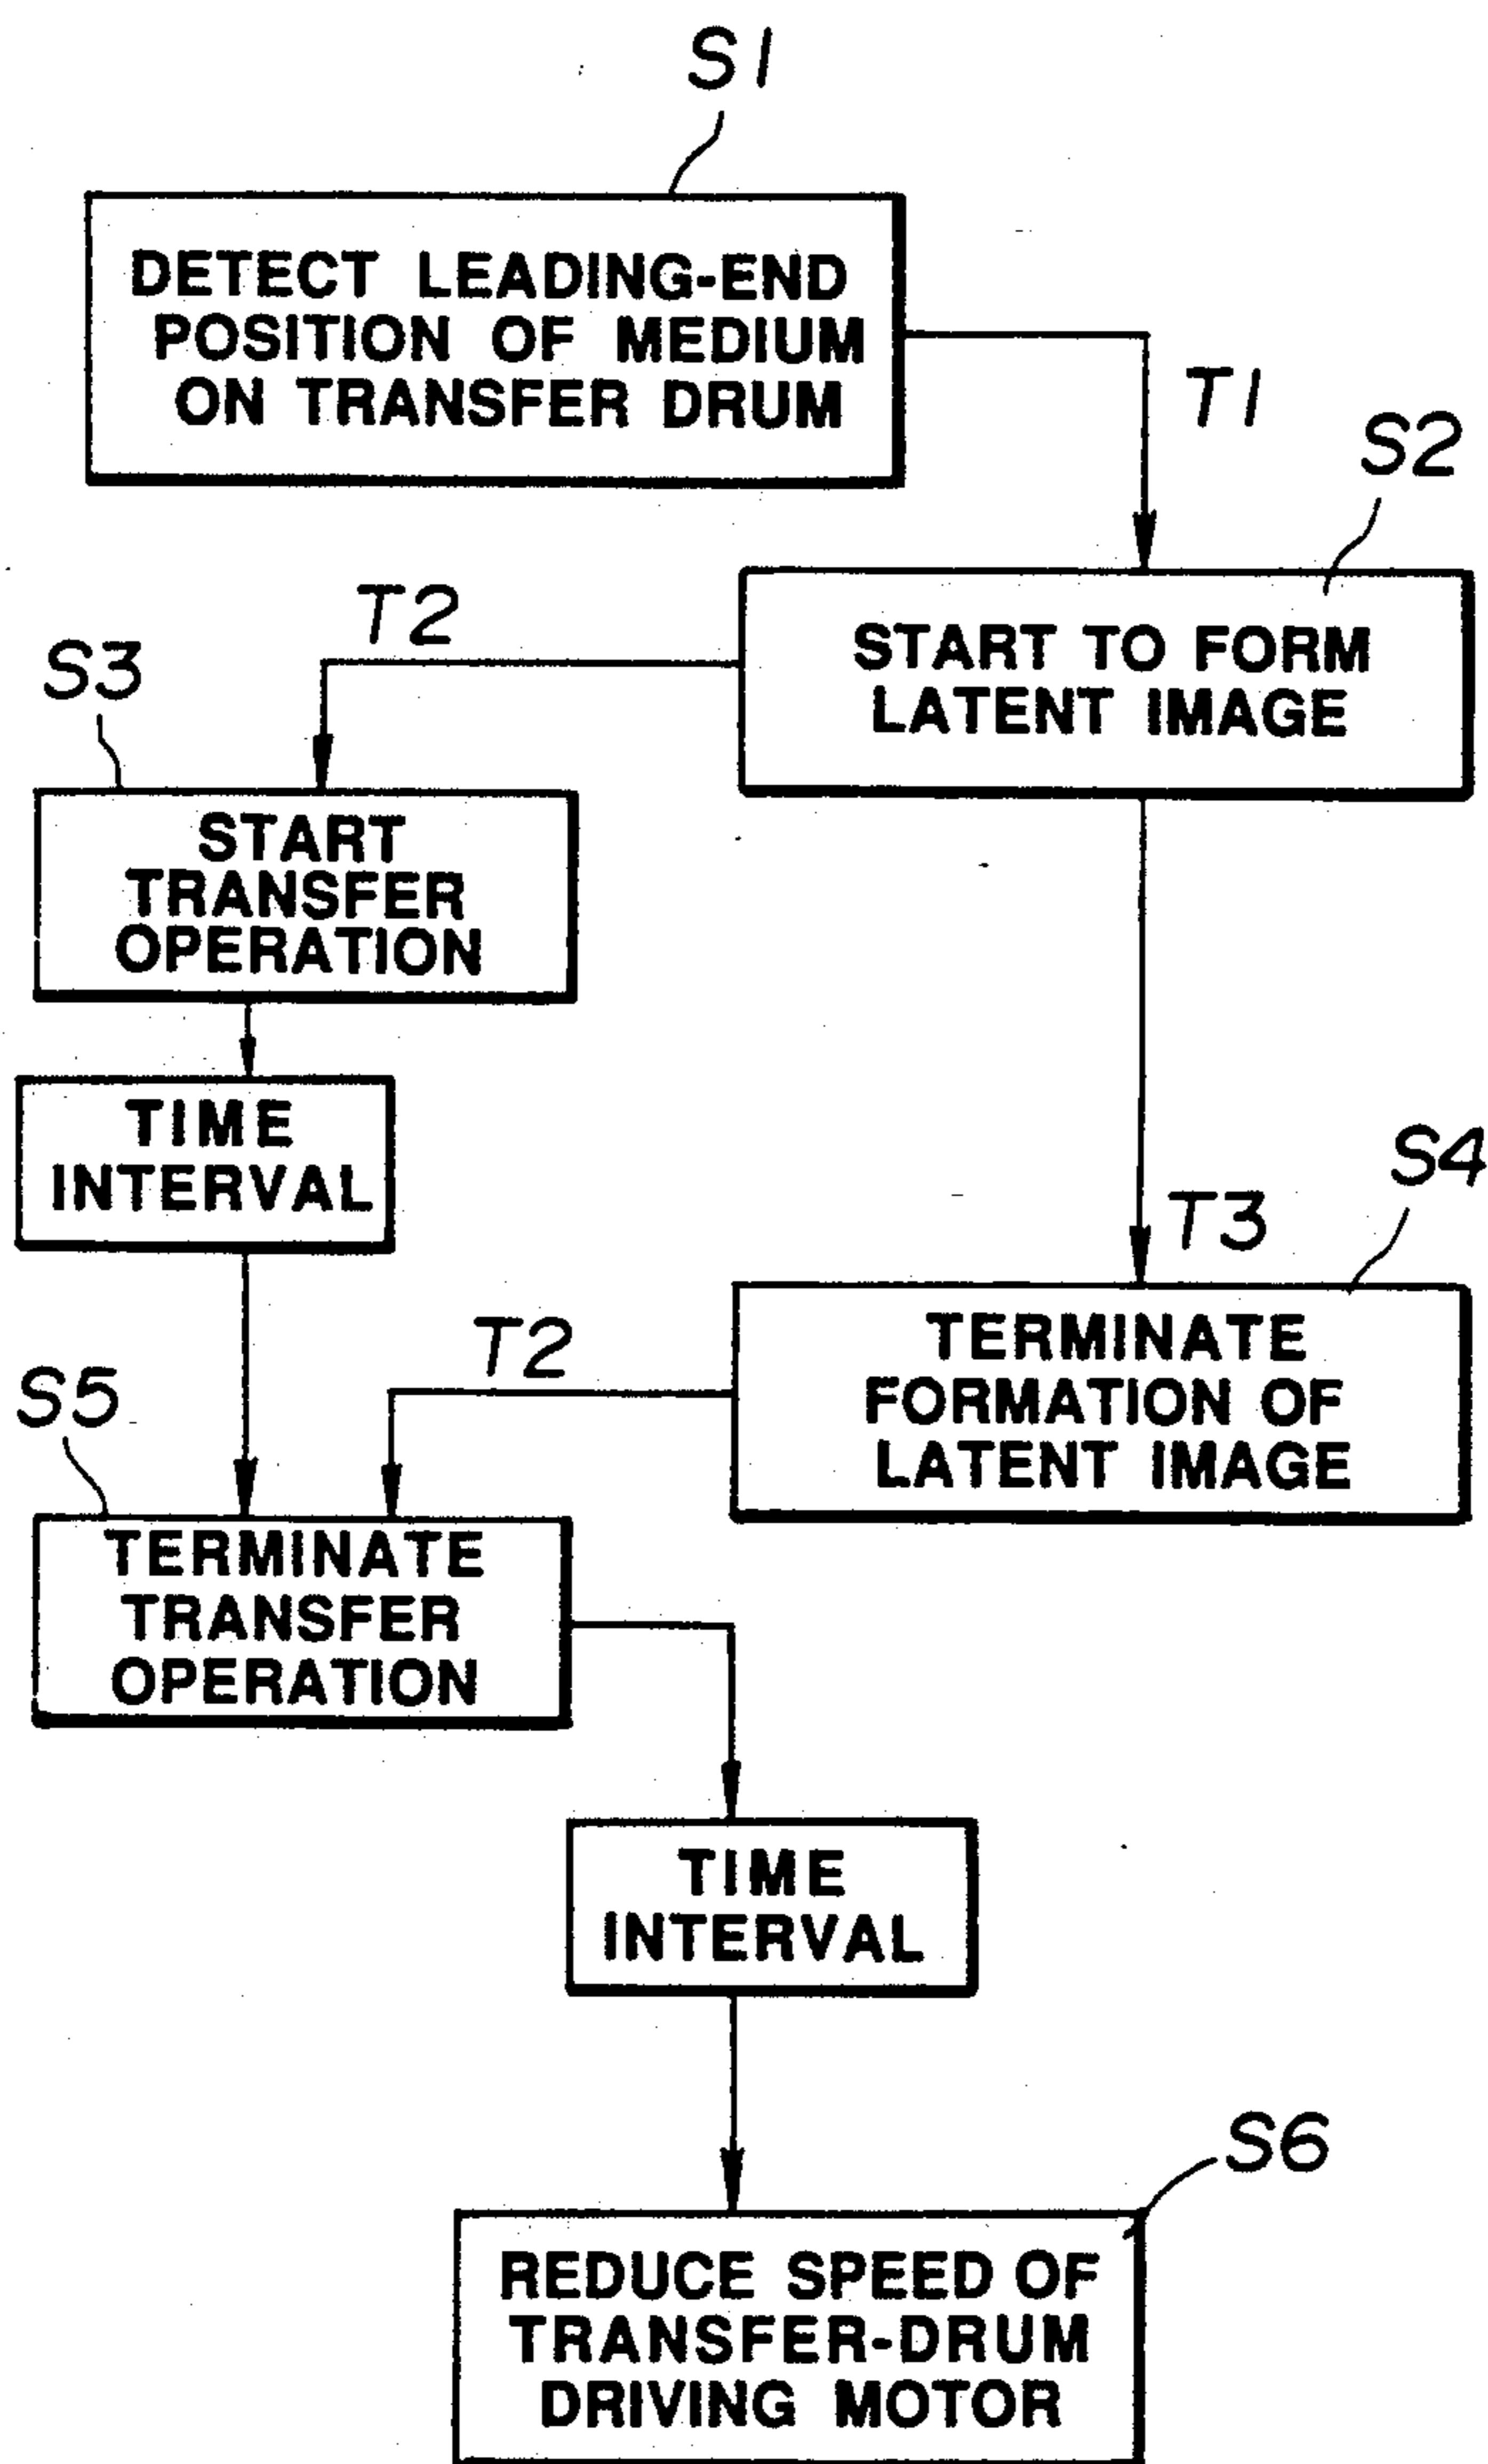 S1
DETECT LEADING-END
POSITION OF MEDIUM
ON TRANSFER DRUM
T1
S2
START TO FORM
LATENT IMAGE
T2
S3
START
TRANSFER
OPERATION
TIME
INTERVAL
T3
S4
TERMINATE
FORMATION OF
LATENT IMAGE
T2
S5
TERMINATE
TRANSFER
OPERATION
TIME
INTERVAL
S6
REDUCE SPEED OF
TRANSFER-DRUM
DRIVING MOTOR